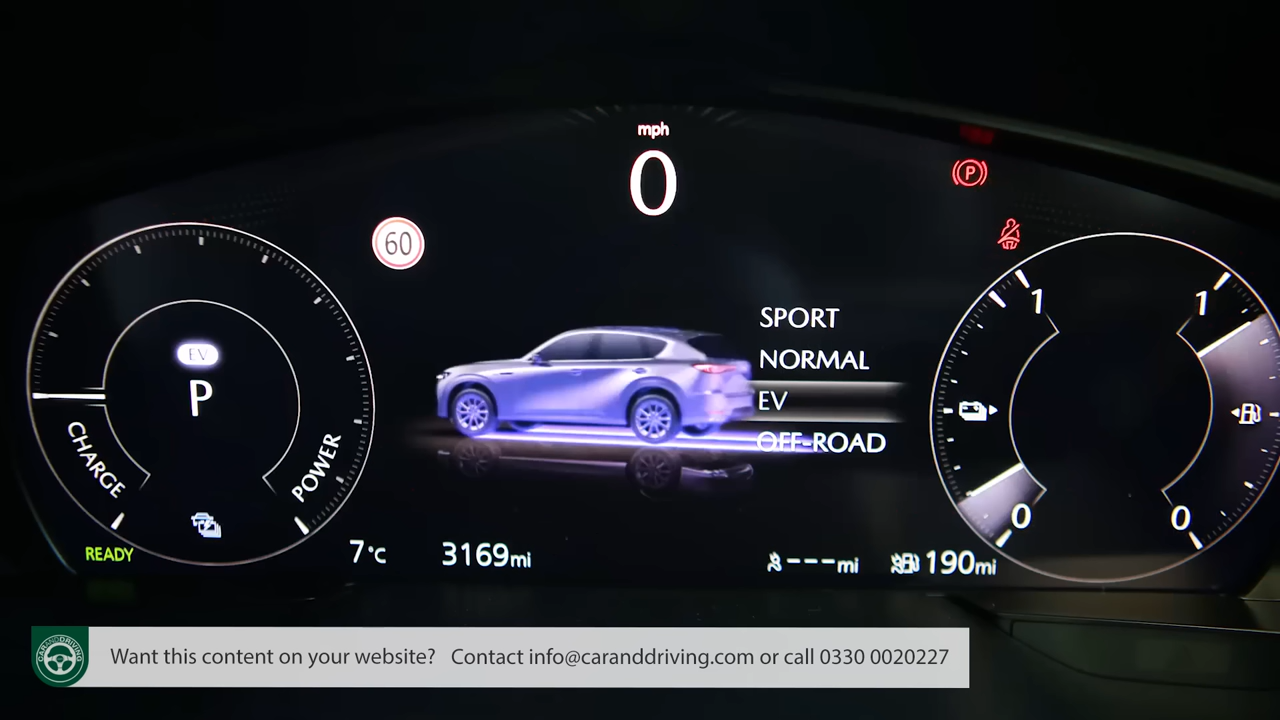 mph
0
60
P
SPORT
NORMAL
EV
OFF-ROAD
1
1
EV
P
CHARGE
POWER
0
0
READY
7°C
3169mi
---mi
190mi
CARANDDRIVING
Want this content on your website? Contact info@caranddriving.com or call 0330 0020227